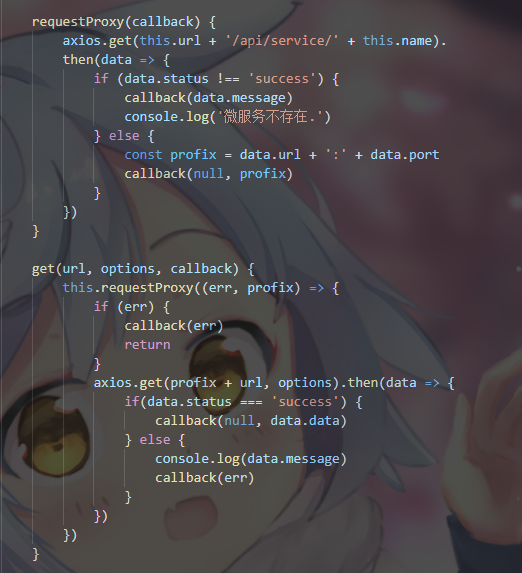 requestProxy(callback) {
    axios.get(this.url + '/api/service/' + this.name).
    then(data => {
        if (data.status !== 'success') {
            callback(data.message)
            console.log('微服务不存在.')
        } else {
            const profix = data.url + ':' + data.port
            callback(null, profix)
        }
    })
}

get(url, options, callback) {
    this.requestProxy((err, profix) => {
        if (err) {
            callback(err)
            return
        }
        axios.get(profix + url, options).then(data => {
            if(data.status === 'success') {
                callback(null, data.data)
            } else {
                console.log(data.message)
                callback(err)
            }
        })
    })
}